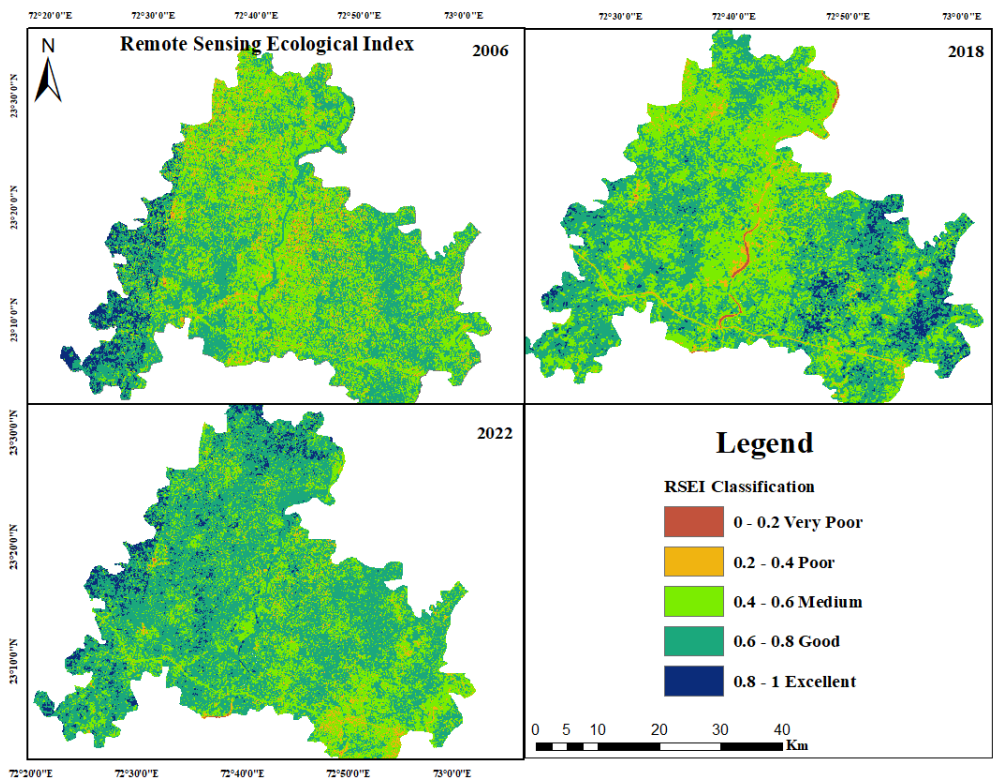 72°20'0"E 72°30'0"E 72°40'0"E 72°50'0"E 73°0'0"E 72°30'0"E 72°40'0"E 72°50'0"E 73°0'0"E
N
Remote Sensing Ecological Index
2006
2018
23°30'0"N
23°20'0"N
23°10'0"N
2022
23°30'0"N
23°20'0"N
23°10'0"N
Legend
RSEI Classification
0 - 0.2 Very Poor
0.2 - 0.4 Poor
0.4 - 0.6 Medium
0.6 - 0.8 Good
0.8 - 1 Excellent
0 5 10 20 30 40
Km
72°20'0"E 72°30'0"E 72°40'0"E 72°50'0"E 73°0'0"E